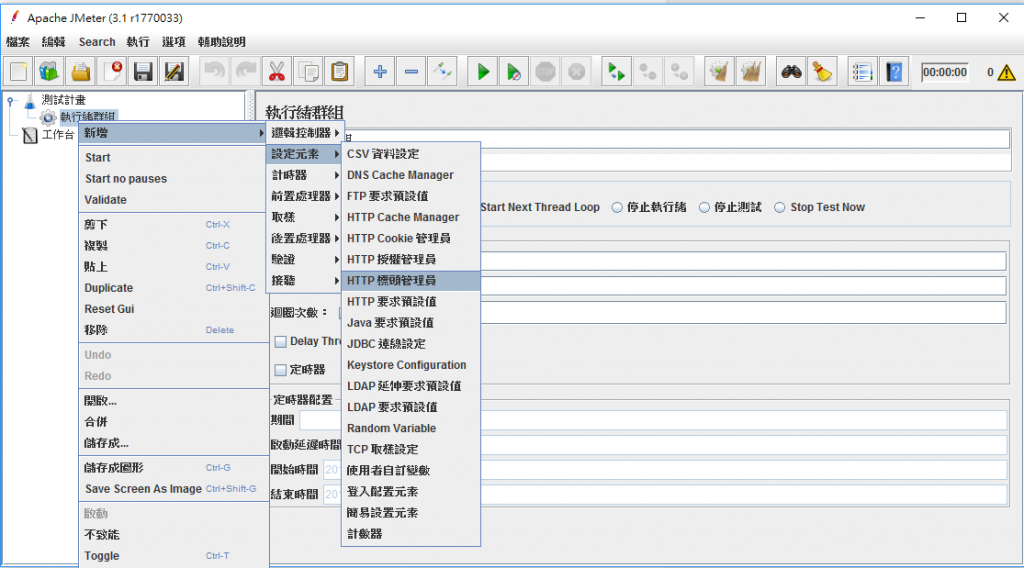 Apache JMeter (3.1 r1770033)
檔案 編輯 Search 執行 選項 輔助說明
00:00:00 0
測試計畫
執行緒群組
工作台
執行緒群組
新增
Start
Start no pauses
Validate
剪下 Ctrl-X
複製 Ctrl-C
貼上 Ctrl-V
Duplicate Ctrl+Shift-C
Reset Gui
移除 Delete
Undo
Redo
開啟...
合併
儲存成...
儲存成圖形 Ctrl-G
Save Screen As Image Ctrl+Shift-G
啟動
不致能
Toggle Ctrl-T
邏輯控制器
設定元素
計時器
前置處理器
取樣
後置處理器
驗證
接聽
CSV 資料設定
DNS Cache Manager
FTP 要求預設值
HTTP Cache Manager
HTTP Cookie 管理員
HTTP 授權管理員
HTTP 標頭管理員
HTTP 要求預設值
Java 要求預設值
JDBC 連線設定
Keystore Configuration
LDAP 延伸要求預設值
LDAP 要求預設值
Random Variable
TCP 取樣設定
使用者自訂變數
登入配置元素
簡易設置元素
計數器
Start Next Thread Loop 停止執行緒 停止測試 Stop Test Now
迴圈次數：
Delay Thre
定時器
定時器配置
期間
啟動延遲時間
開始時間 20
結束時間 20